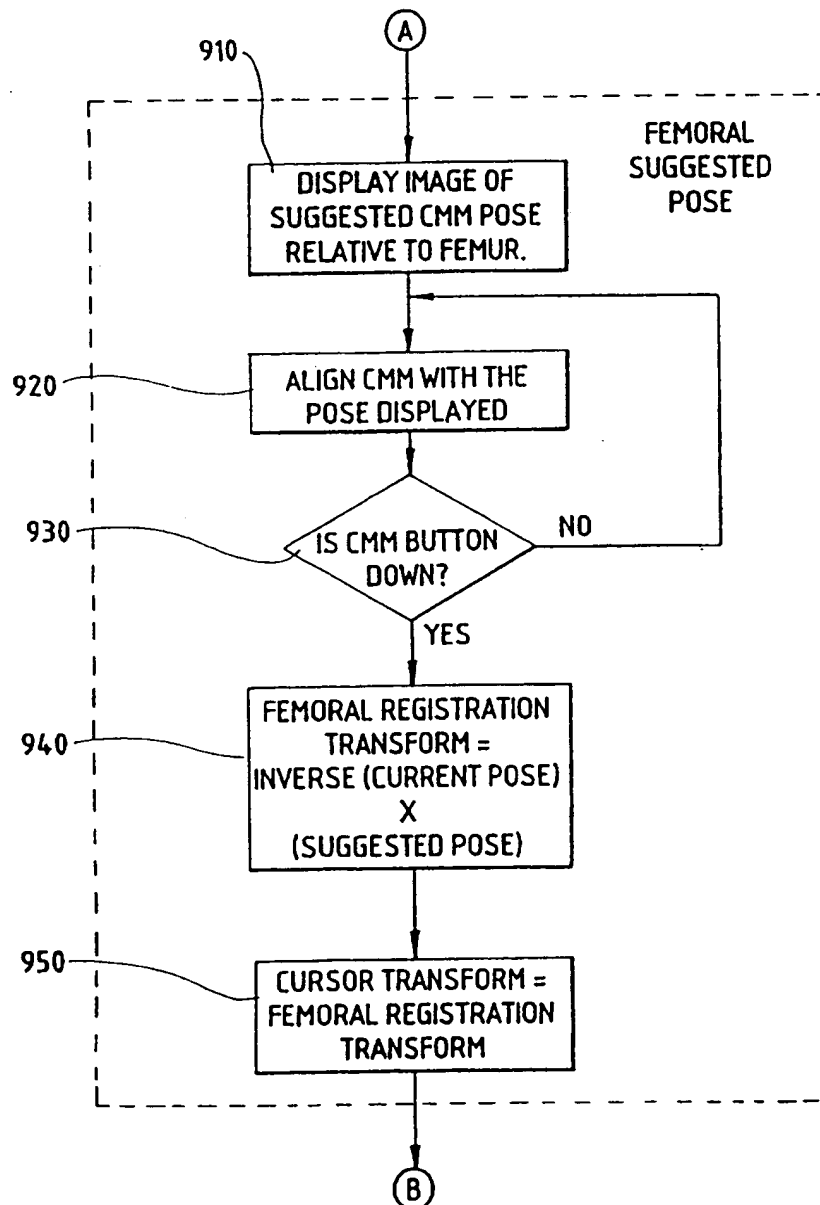 A
910
FEMORAL
SUGGESTED
POSE
DISPLAY IMAGE OF
SUGGESTED CMM POSE
RELATIVE TO FEMUR.
920
ALIGN CMM WITH THE
POSE DISPLAYED
930
IS CMM BUTTON
DOWN?
NO
YES
940
FEMORAL REGISTRATION
TRANSFORM =
INVERSE (CURRENT POSE)
X
(SUGGESTED POSE)
950
CURSOR TRANSFORM =
FEMORAL REGISTRATION
TRANSFORM
B